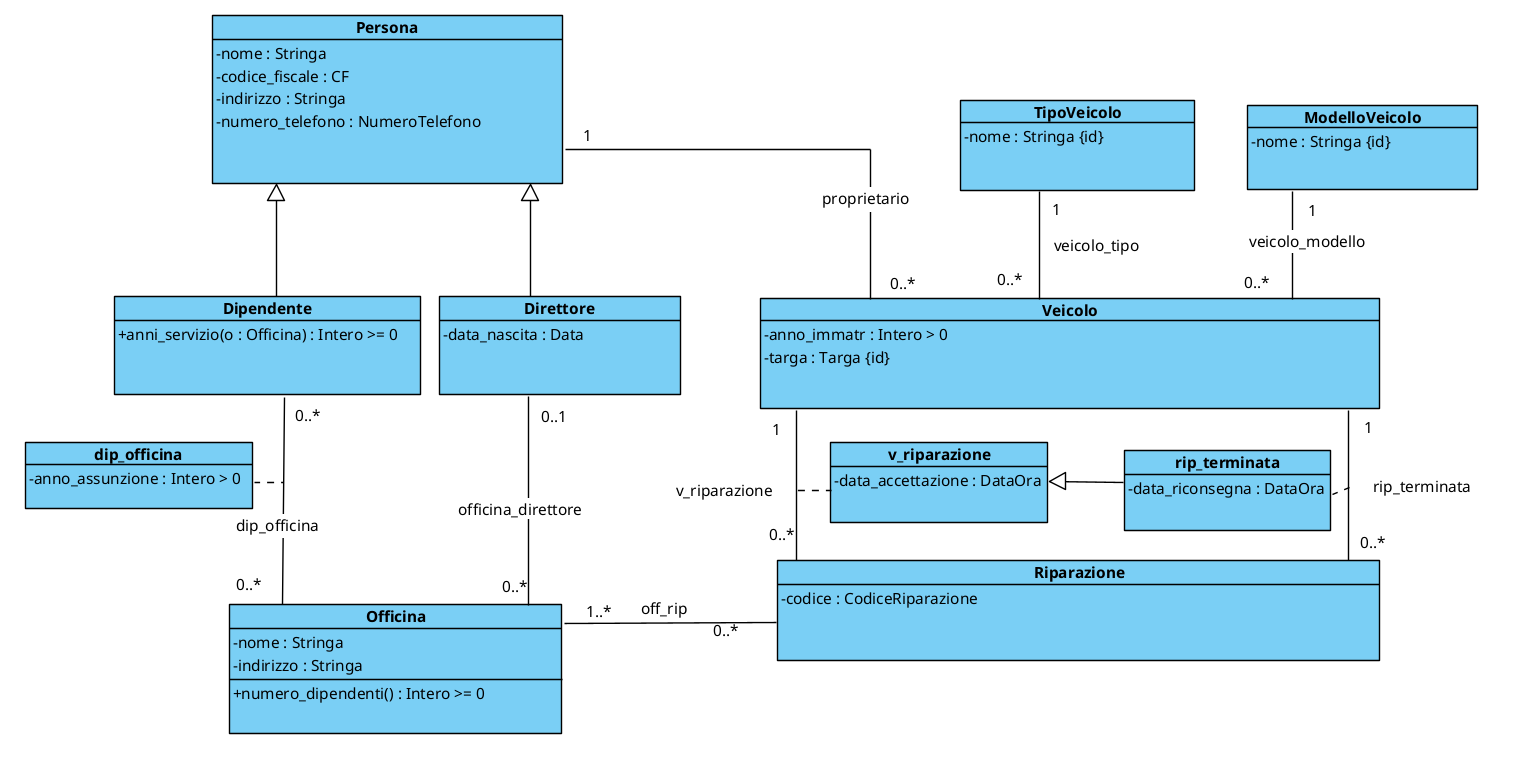 Persona
-nome : Stringa
-codice_fiscale : CF
-indirizzo : Stringa
-numero_telefono : NumeroTelefono
1
TipoVeicolo
-nome : Stringa {id}
ModelloVeicolo
-nome : Stringa {id}
proprietario
1
veicolo_tipo
1
veicolo_modello
0..*
0..*
0..*
Dipendente
+anni_servizio(o : Officina) : Intero >= 0
Direttore
-data_nascita : Data
Veicolo
-anno_immatr : Intero > 0
-targa : Targa {id}
0..*
0..1
1
1
dip_officina
-anno_assunzione : Intero > 0
v_riparazione
-data_accettazione : DataOra
rip_terminata
-data_riconsegna : DataOra
v_riparazione
rip_terminata
dip_officina
officina_direttore
0..*
0..*
0..*
0..*
Officina
-nome : Stringa
-indirizzo : Stringa
+numero_dipendenti() : Intero >= 0
1..*
off_rip
0..*
Riparazione
-codice : CodiceRiparazione